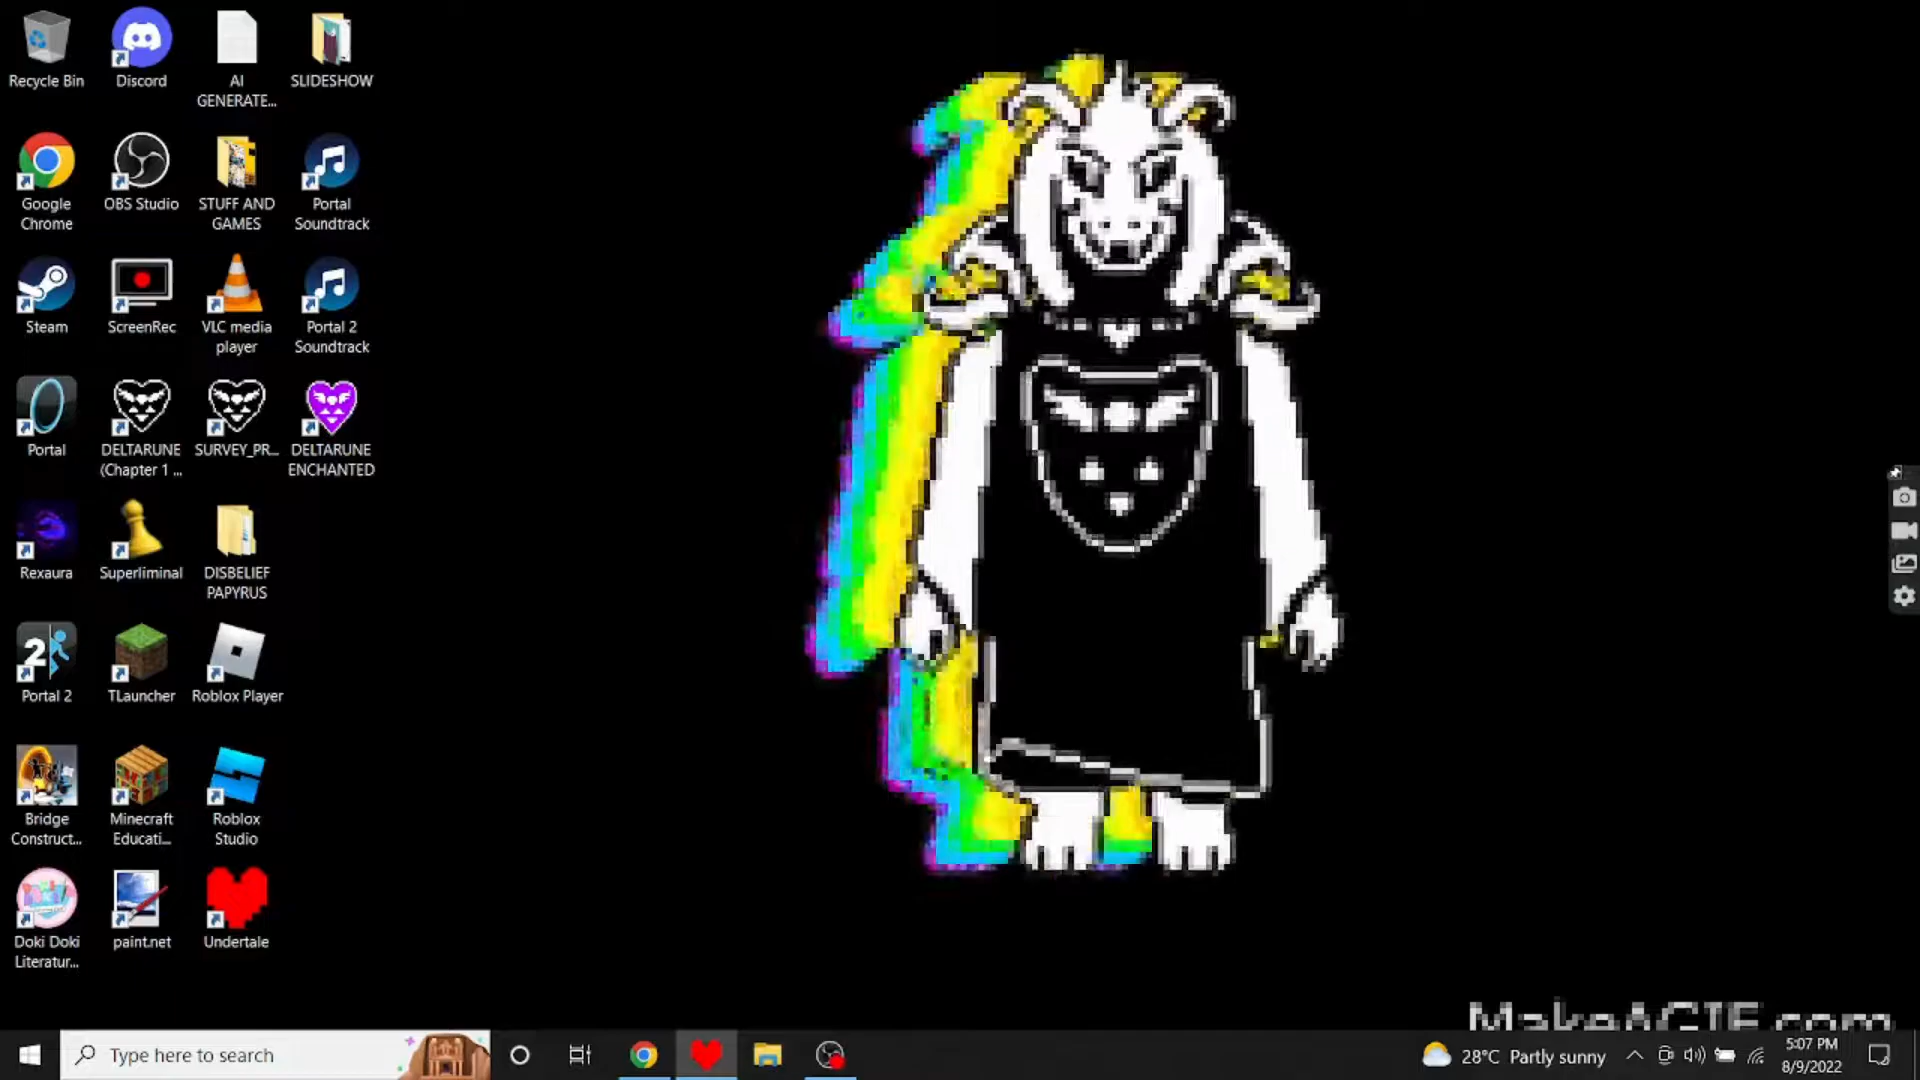 Recycle Bin
Discord
AI
GENERATE...
SLIDESHOW
Google
Chrome
OBS Studio
STUFF AND
GAMES
Portal
Soundtrack
Steam
ScreenRec
VLC media
player
Portal 2
Soundtrack
Portal
DELTARUNE
(Chapter 1 ...
SURVEY_PR...
DELTARUNE
ENCHANTED
Rexaura
Superliminal
DISBELIEF
PAPYRUS
2
Portal 2
TLauncher
Roblox Player
Bridge
Construct...
Minecraft
Educati...
Roblox
Studio
Doki Doki
Literatur...
paint.net
Undertale
MakeAGIF.com
Type here to search
28°C Partly sunny
5:07 PM
8/9/2022